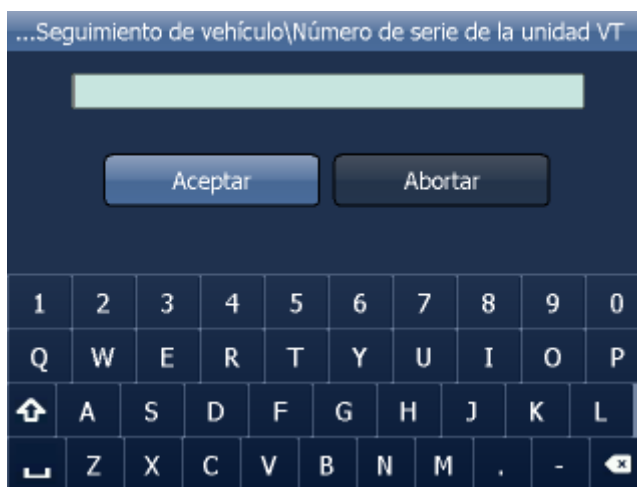 ...Seguimiento de vehículo\Número de serie de la unidad VT
Aceptar Abortar
1 2 3 4 5 6 7 8 9 0
Q W E R T Y U I O P
A S D F G H J K L
Z X C V B N M . -